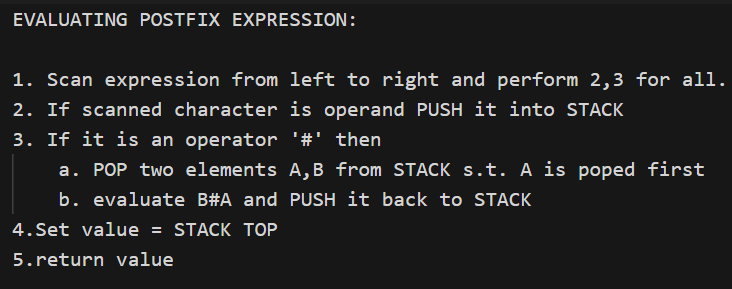 EVALUATING POSTFIX EXPRESSION:
1. Scan expression from left to right and perform 2,3 for all.
2. If scanned character is operand PUSH it into STACK
3. If it is an operator '#' then
a. POP two elements A,B from STACK s.t. A is poped first
b. evaluate B#A and PUSH it back to STACK
4.Set value = STACK TOP
5.return value